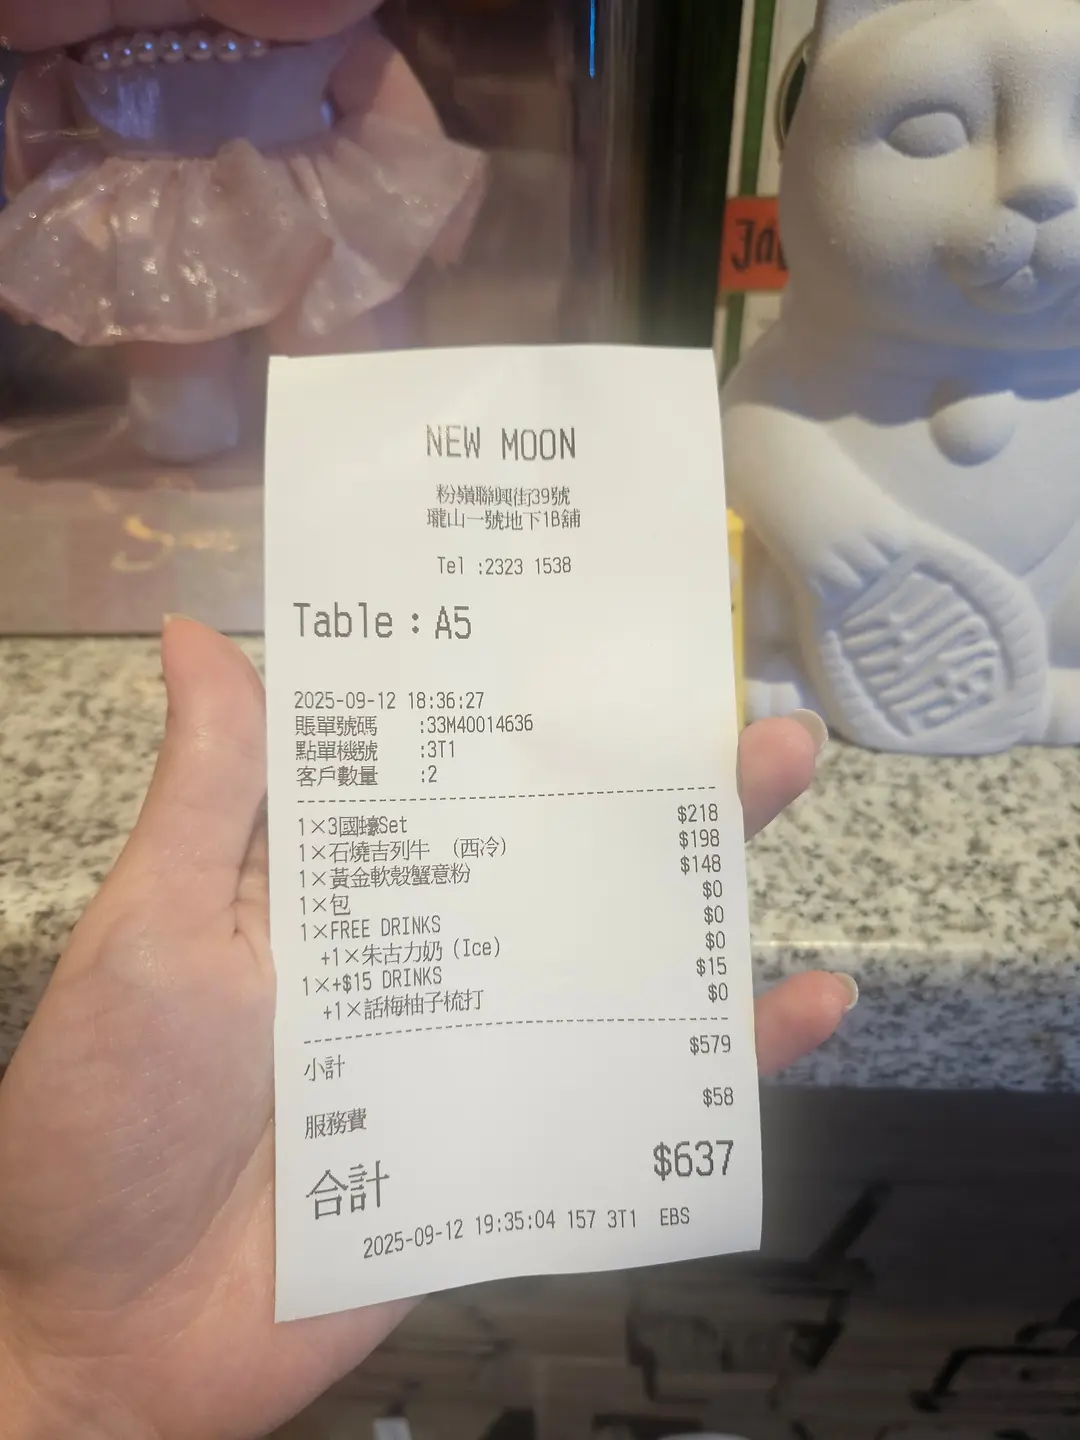 NEW MOON
粉嶺聯興街39號
瓏山一號地下1B舖
Tel :2323 1538
Table : A5
2025-09-12 18:36:27
賬單號碼 :33M40014636
點單機號 :3T1
客戶數量 :2
1×3國蠔Set $218
1×石燒吉列牛 (西冷) $198
1×黃金軟殼蟹意粉 $148
1×包 $0
1×FREE DRINKS $0
+1×朱古力奶 (Ice) $0
1×+$15 DRINKS $15
+1×話梅柚子梳打 $0
小計 $579
服務費 $58
合計 $637
2025-09-12 19:35:04 157 3T1 EBS